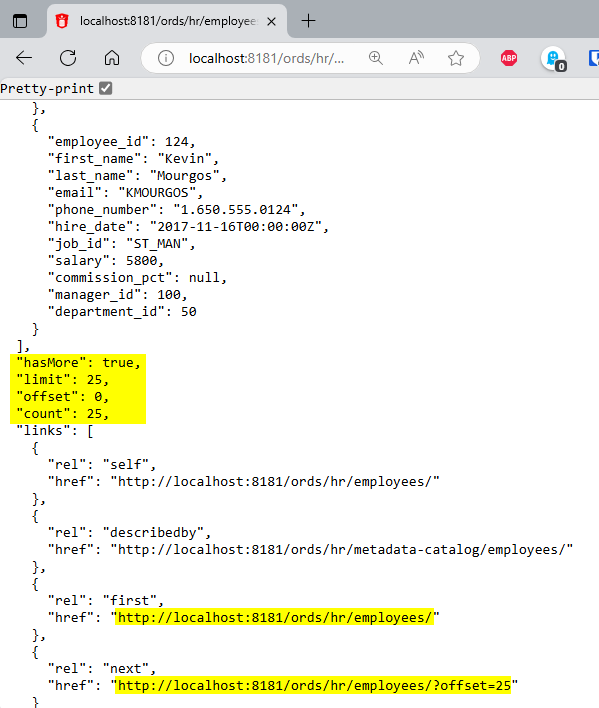 localhost:8181/ords/hr/employee
localhost:8181/ords/hr/...
A
ABP
0
Pretty-print
},
{
"employee_id": 124,
"first_name": "Kevin",
"last_name": "Mourgos",
"email": "KMOURGOS",
"phone_number": "1.650.555.0124",
"hire_date": "2017-11-16T00:00:00Z",
"job_id": "ST_MAN",
"salary": 5800,
"commission_pct": null,
"manager_id": 100,
"department_id": 50
}
],
"hasMore": true,
"limit": 25,
"offset": 0,
"count": 25,
"links": [
{
"rel": "self",
"href": "http://localhost:8181/ords/hr/employees/"
},
{
"rel": "describedby",
"href": "http://localhost:8181/ords/hr/metadata-catalog/employees/"
},
{
"rel": "first",
"href": "http://localhost:8181/ords/hr/employees/"
},
{
"rel": "next",
"href": "http://localhost:8181/ords/hr/employees/?offset=25"
}